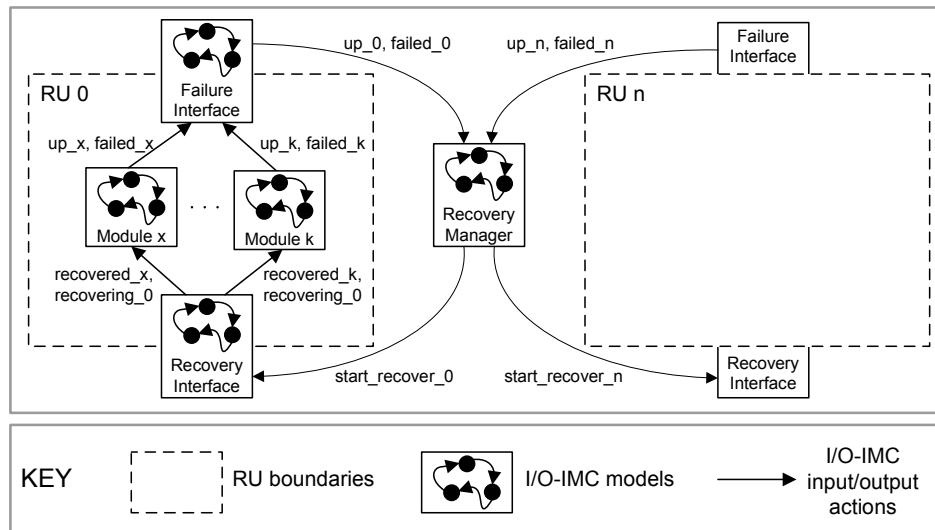 up_0, failed_0
up_n, failed_n
Failure
Interface
RU 0
Failure
Interface
RU n
up_x, failed_x
up_k, failed_k
Module x
. . .
Module k
Recovery
Manager
recovered_x,
recovering_0
recovered_k,
recovering_0
Recovery
Interface
start_recover_0
start_recover_n
Recovery
Interface
KEY
RU boundaries
I/O-IMC models
I/O-IMC
input/output
actions